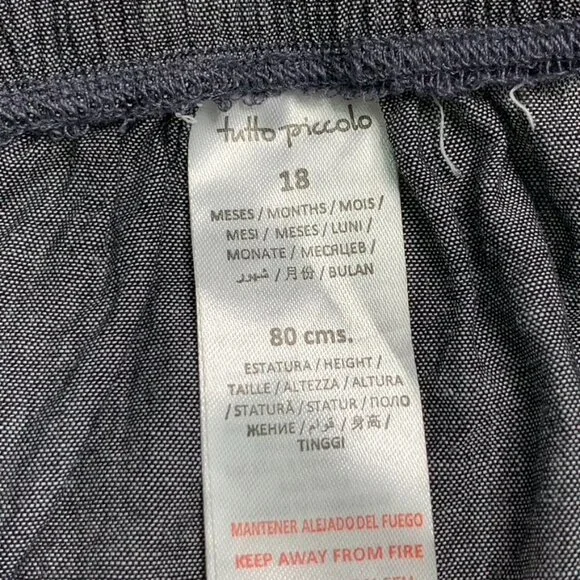 tutto piccolo
18
MESES / MONTHS / MOIS /
MESI / MESES / LUNI /
MONATE / МЕСЯЦЕВ /
شهور / 月份 / BULAN
80 cms.
ESTATURA / HEIGHT /
TAILLE / ALTEZZA / ALTURA
/ STATURĂ / STATUR / ПОЛО
ЖЕНИЕ / قوام / 身高 /
TINGGI
MANTENER ALEJADO DEL FUEGO
KEEP AWAY FROM FIRE